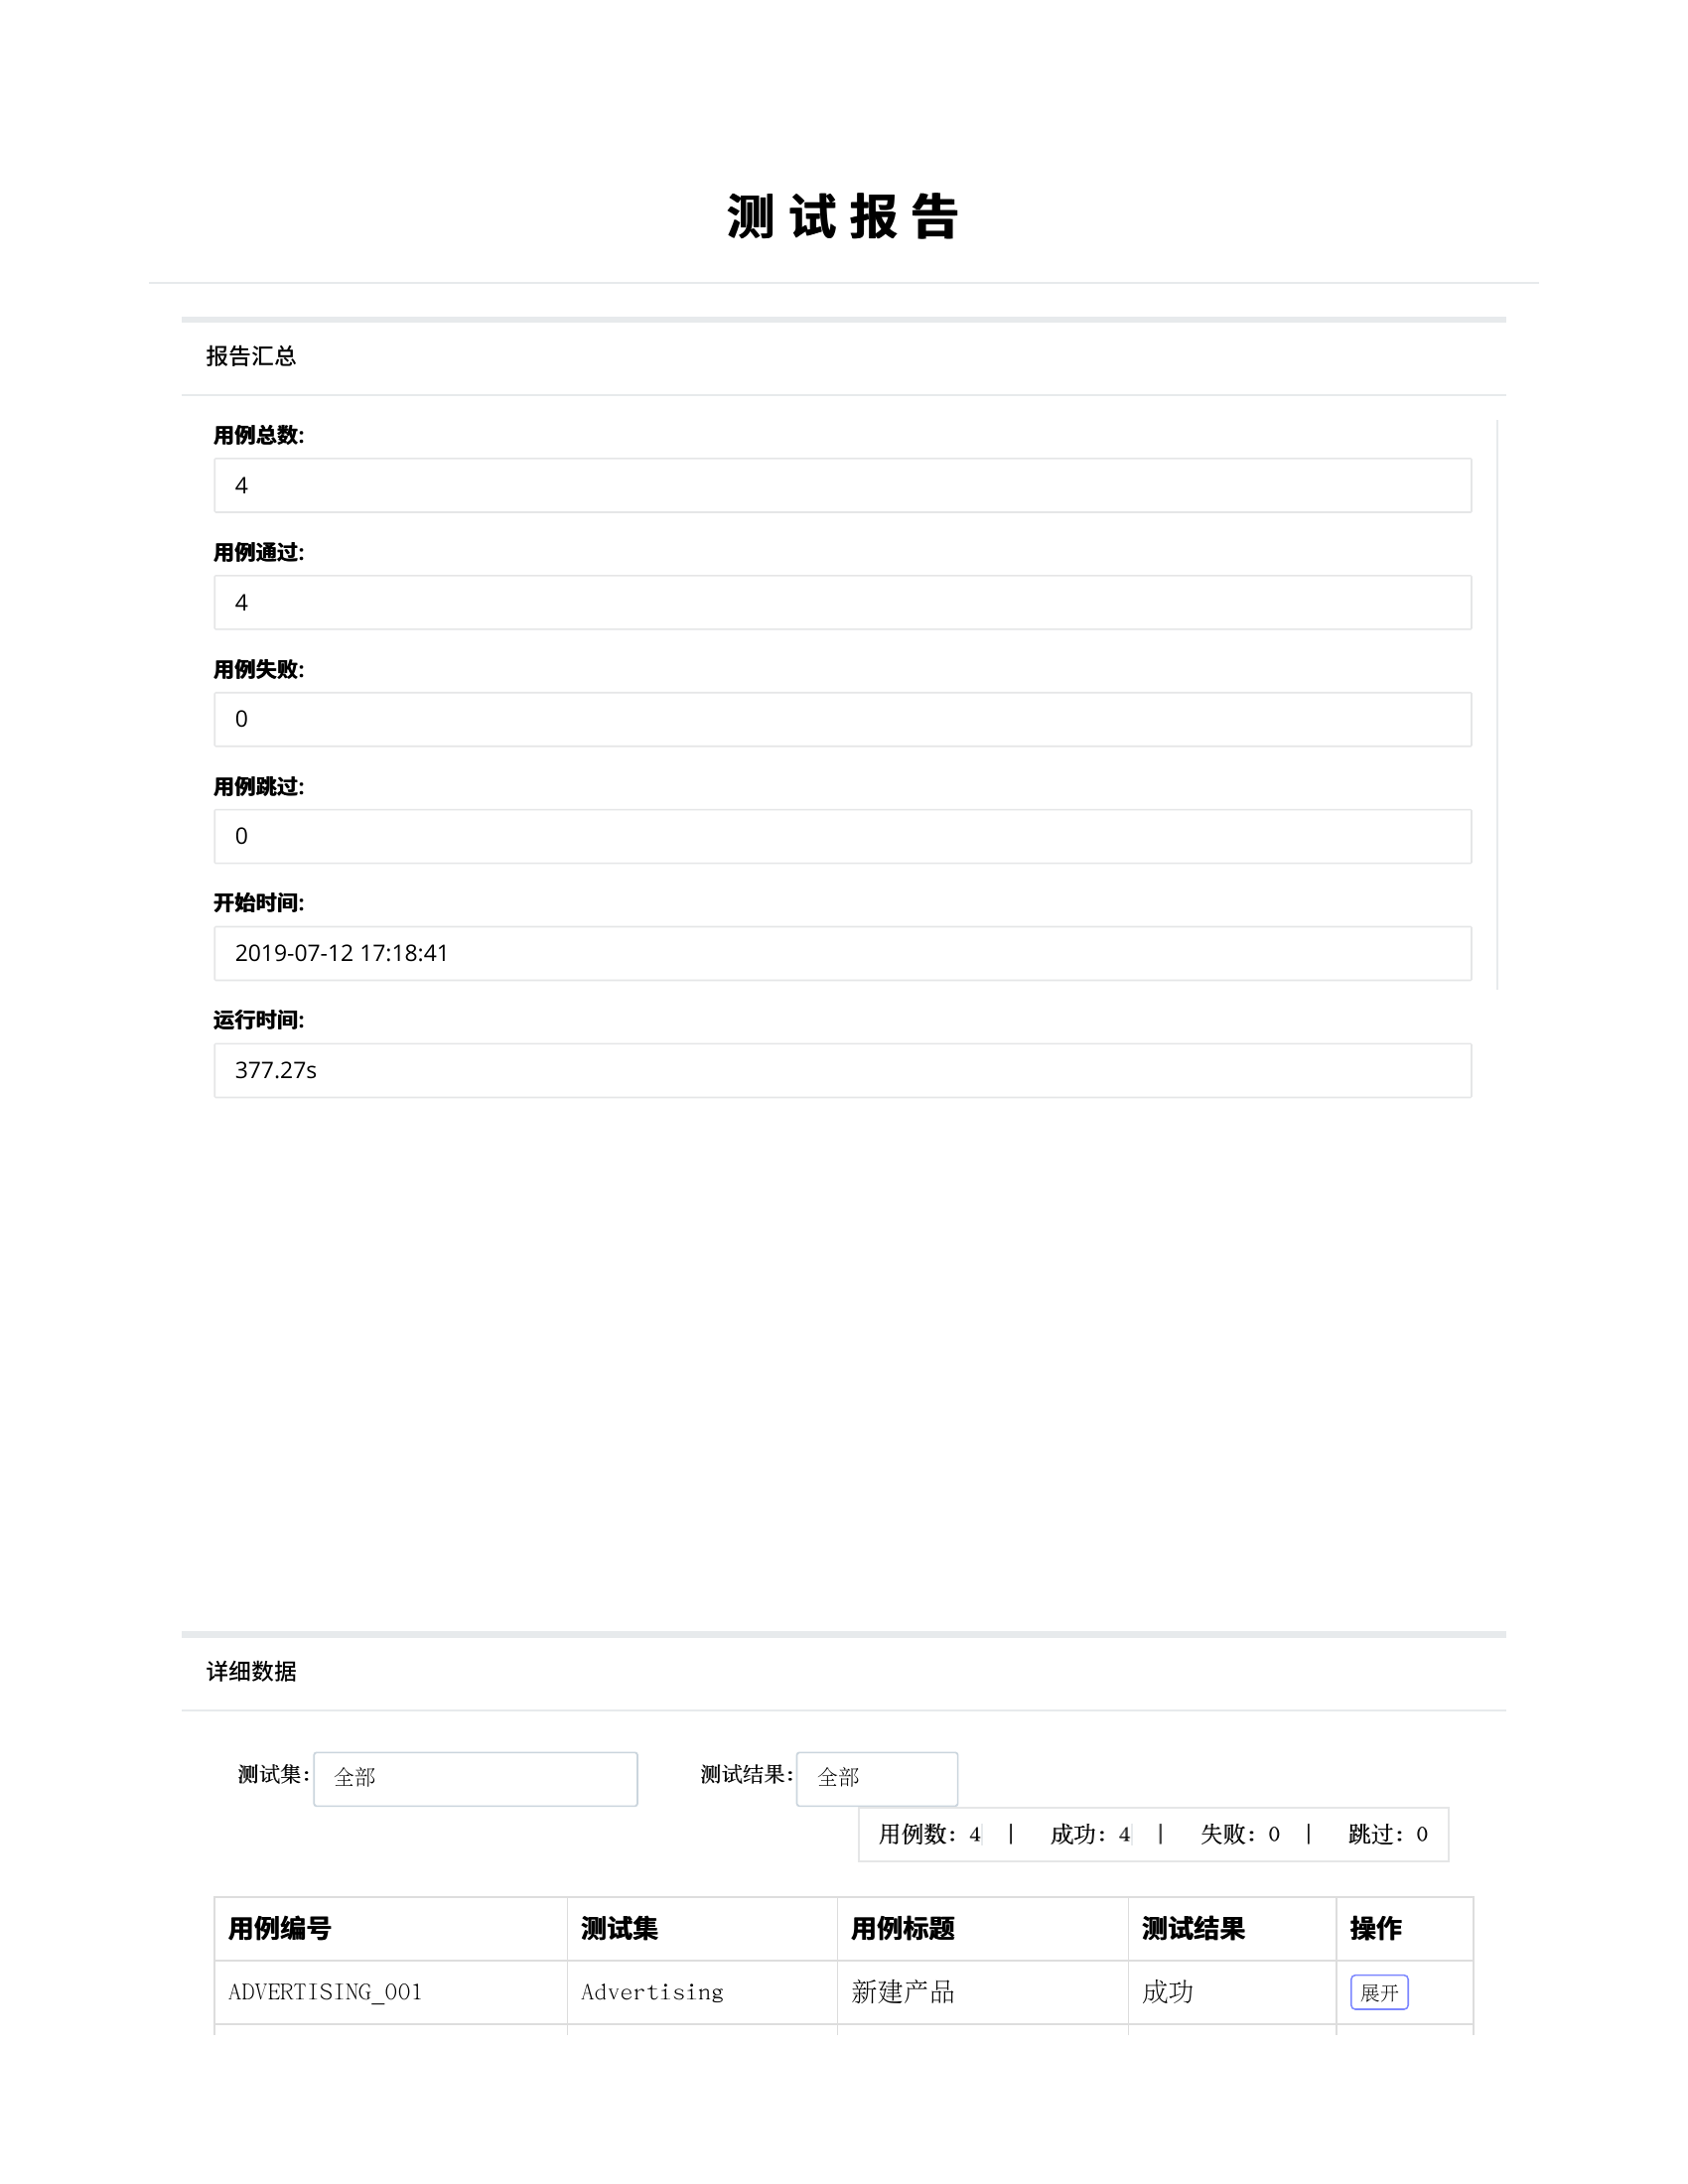 测 试 报 告
报告汇总
用例总数:
4
用例通过:
4
用例失败:
0
用例跳过:
0
开始时间:
2019-07-12 17:18:41
运行时间:
377.27s
详细数据
测试集: 全部 测试结果: 全部
用例数: 4 | 成功: 4 | 失败: 0 | 跳过: 0
用例编号 测试集 用例标题 测试结果 操作
ADVERTISING_001 Advertising 新建产品 成功 展开